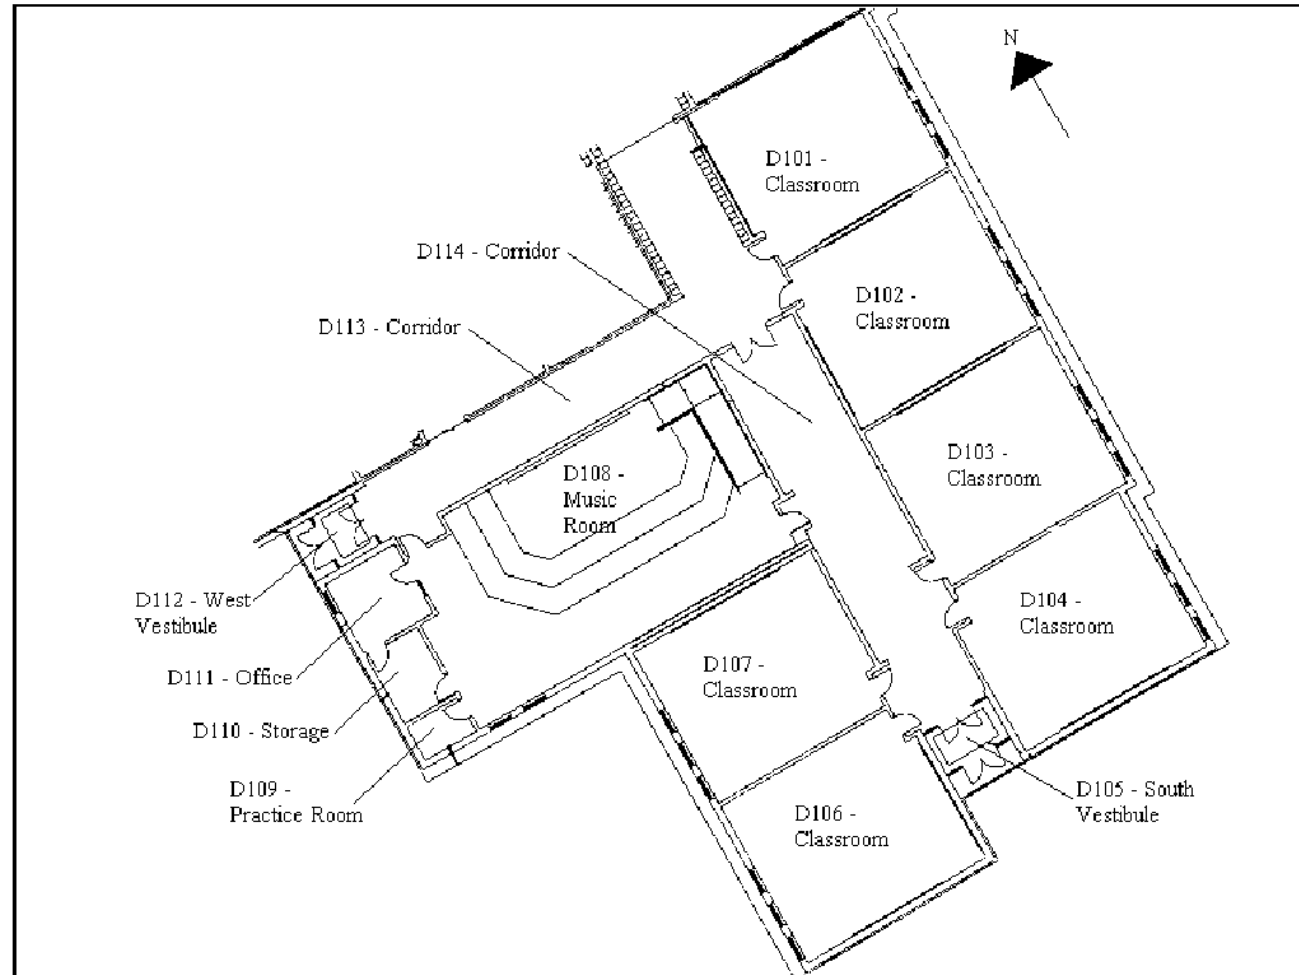 N
D101 -
Classroom
D114 - Corridor
D102 -
Classroom
D113 - Corridor
D103 -
Classroom
D108 -
Music
Room
D112 - West
Vestibule
D104 -
Classroom
D111 - Office
D107 -
Classroom
D110 - Storage
D109 -
Practice Room
D105 - South
Vestibule
D106 -
Classroom